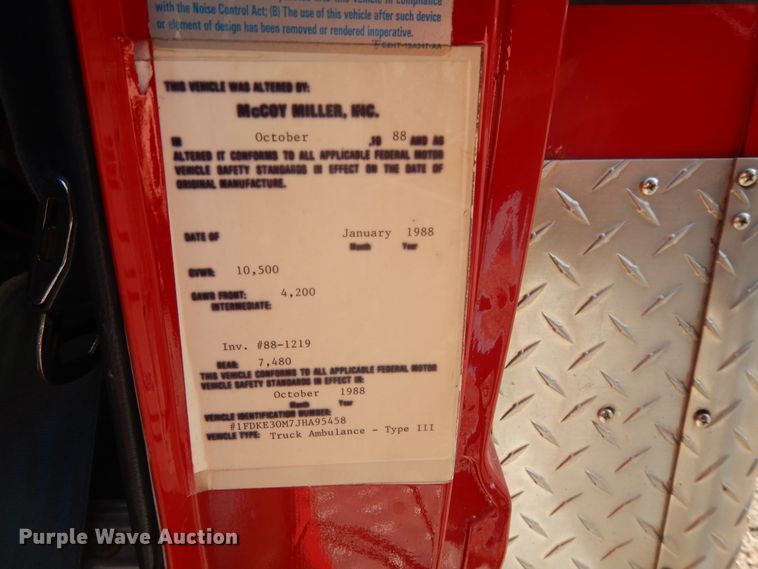 with the Noise Control Act; (B) The use of this vehicle after such device
or element of design has been removed or rendered inoperative.
THIS VEHICLE WAS ALTERED BY:
McCOY MILLER, INC.
IN October ,19 88 AND AS
ALTERED IT CONFORMS TO ALL APPLICABLE FEDERAL MOTOR
VEHICLE SAFETY STANDARDS IN EFFECT ON THE DATE OF
ORIGINAL MANUFACTURE.
DATE OF January 1988
Month Year
GVWR: 10,500
GAWR FRONT: 4,200
INTERMEDIATE:
Inv. #88-1219
REAR: 7,480
THIS VEHICLE CONFORMS TO ALL APPLICABLE FEDERAL MOTOR
VEHICLE SAFETY STANDARDS IN EFFECT IN:
October 1988
Month Year
VEHICLE IDENTIFICATION NUMBER:
#1FDKE30M7JHA95458
VEHICLE TYPE: Truck Ambulance - Type III
Purple Wave Auction